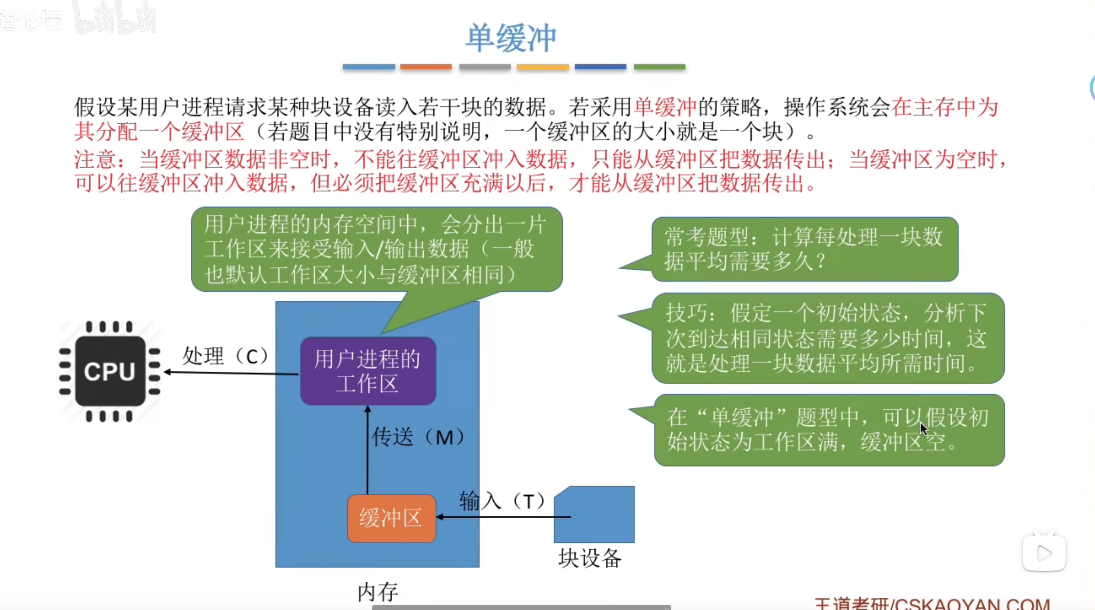 bilibili
单缓冲
假设某用户进程请求某种块设备读入若干块的数据。若采用单缓冲的策略，操作系统会在主存中为
其分配一个缓冲区（若题目中没有特别说明，一个缓冲区的大小就是一个块）。
注意：当缓冲区数据非空时，不能往缓冲区冲入数据，只能从缓冲区把数据传出；当缓冲区为空时，
可以往缓冲区冲入数据，但必须把缓冲区充满以后，才能从缓冲区把数据传出。
用户进程的内存空间中，会分出一片
工作区来接受输入/输出数据（一般
也默认工作区大小与缓冲区相同）
常考题型：计算每处理一块数
据平均需要多久？
技巧：假定一个初始状态，分析下
次到达相同状态需要多少时间，这
就是处理一块数据平均所需时间。
在“单缓冲”题型中，可以假设初
始状态为工作区满，缓冲区空。
CPU
处理（C）
用户进程的
工作区
传送（M）
缓冲区
输入（T）
块设备
内存
王道考研/CSKAOYAN.COM